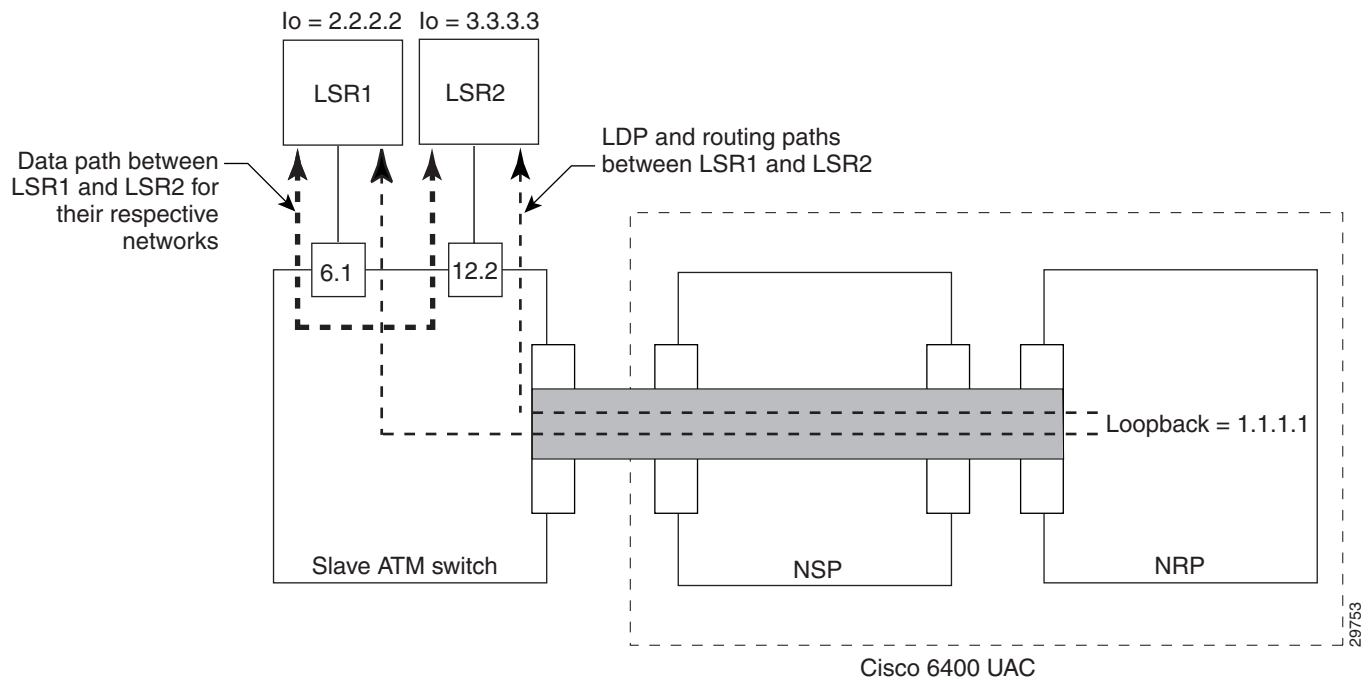 lo = 2.2.2.2
lo = 3.3.3.3
LSR1
LSR2
Data path between
LSR1 and LSR2 for
their respective
networks
LDP and routing paths
between LSR1 and LSR2
6.1
12.2
Loopback = 1.1.1.1
Slave ATM switch
NSP
NRP
29753
Cisco 6400 UAC